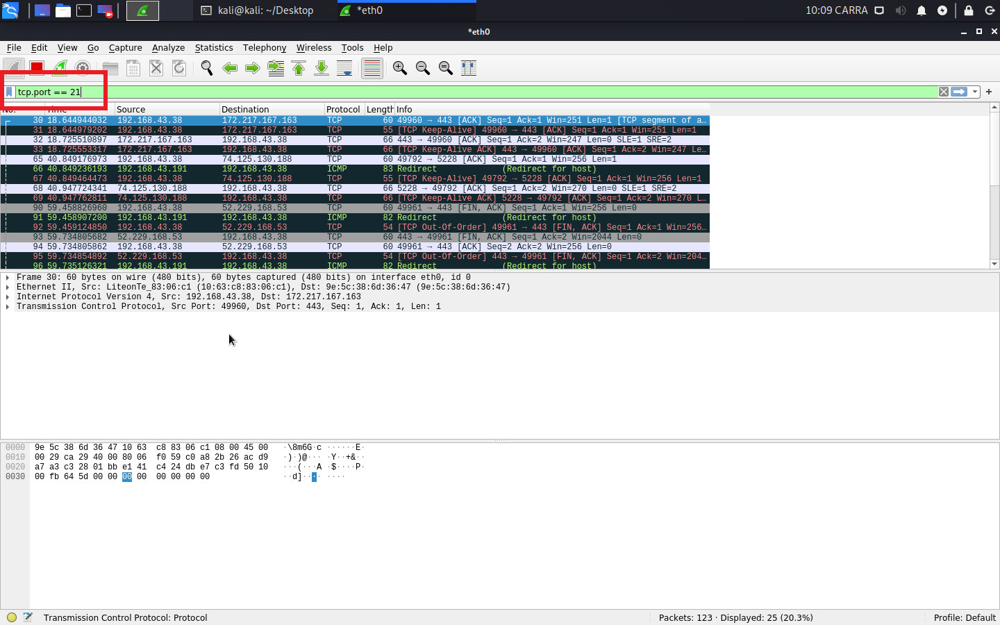 kali@kali: ~/Desktop
*eth0
10:09 CARRA
*eth0
File Edit View Go Capture Analyze Statistics Telephony Wireless Tools Help
tcp.port == 21
No. Time Source Destination Protocol Length Info
30 18.644944032 192.168.43.38 172.217.167.163 TCP 60 49960 → 443 [ACK] Seq=1 Ack=1 Win=251 Len=1 [TCP segment of a…
31 18.644979202 192.168.43.38 172.217.167.163 TCP 55 [TCP Keep-Alive] 49960 → 443 [ACK] Seq=1 Ack=1 Win=251 Len=1
32 18.725510897 172.217.167.163 192.168.43.38 TCP 66 443 → 49960 [ACK] Seq=1 Ack=2 Win=247 Len=0 SLE=1 SRE=2
33 18.725553317 172.217.167.163 192.168.43.38 TCP 66 [TCP Keep-Alive ACK] 443 → 49960 [ACK] Seq=1 Ack=2 Win=247 Le…
65 40.849176973 192.168.43.38 74.125.130.188 TCP 60 49792 → 5228 [ACK] Seq=1 Ack=1 Win=256 Len=1
66 40.849236193 192.168.43.191 192.168.43.38 ICMP 83 Redirect (Redirect for host)
67 40.849464473 192.168.43.38 74.125.130.188 TCP 55 [TCP Keep-Alive] 49792 → 5228 [ACK] Seq=1 Ack=1 Win=256 Len=1
68 40.947724341 74.125.130.188 192.168.43.38 TCP 66 5228 → 49792 [ACK] Seq=1 Ack=2 Win=270 Len=0 SLE=1 SRE=2
69 40.947762811 74.125.130.188 192.168.43.38 TCP 66 [TCP Keep-Alive ACK] 5228 → 49792 [ACK] Seq=1 Ack=2 Win=270 L…
90 59.458826960 192.168.43.38 52.229.168.53 TCP 60 49961 → 443 [FIN, ACK] Seq=1 Ack=1 Win=256 Len=0
91 59.458907200 192.168.43.191 192.168.43.38 ICMP 82 Redirect (Redirect for host)
92 59.459124850 192.168.43.38 52.229.168.53 TCP 54 [TCP Out-Of-Order] 49961 → 443 [FIN, ACK] Seq=1 Ack=1 Win=256…
93 59.734805682 52.229.168.53 192.168.43.38 TCP 60 443 → 49961 [FIN, ACK] Seq=1 Ack=2 Win=2044 Len=0
94 59.734805862 192.168.43.38 52.229.168.53 TCP 60 49961 → 443 [ACK] Seq=2 Ack=2 Win=256 Len=0
95 59.734854892 52.229.168.53 192.168.43.38 TCP 54 [TCP Out-Of-Order] 443 → 49961 [FIN, ACK] Seq=1 Ack=2 Win=204…
96 59.735126321 192.168.43.191 192.168.43.38 ICMP 82 Redirect (Redirect for host)
Frame 30: 60 bytes on wire (480 bits), 60 bytes captured (480 bits) on interface eth0, id 0
Ethernet II, Src: LiteonTe_83:06:c1 (10:63:c8:83:06:c1), Dst: 9e:5c:38:6d:36:47 (9e:5c:38:6d:36:47)
Internet Protocol Version 4, Src: 192.168.43.38, Dst: 172.217.167.163
Transmission Control Protocol, Src Port: 49960, Dst Port: 443, Seq: 1, Ack: 1, Len: 1
0000 9e 5c 38 6d 36 47 10 63 c8 83 06 c1 08 00 45 00 ·\8m6G·c ······E·
0010 00 29 ca 29 40 00 80 06 f0 59 c0 a8 2b 26 ac d9 ·)·)@··· ·Y··+&··
0020 a7 a3 c3 28 01 bb e1 41 c4 24 db e7 c3 fd 50 10 ···(···A ·$····P·
0030 00 fb 64 5d 00 00 00 00 00 00 00 00 ··d]···· ····
Transmission Control Protocol: Protocol
Packets: 123 · Displayed: 25 (20.3%)
Profile: Default